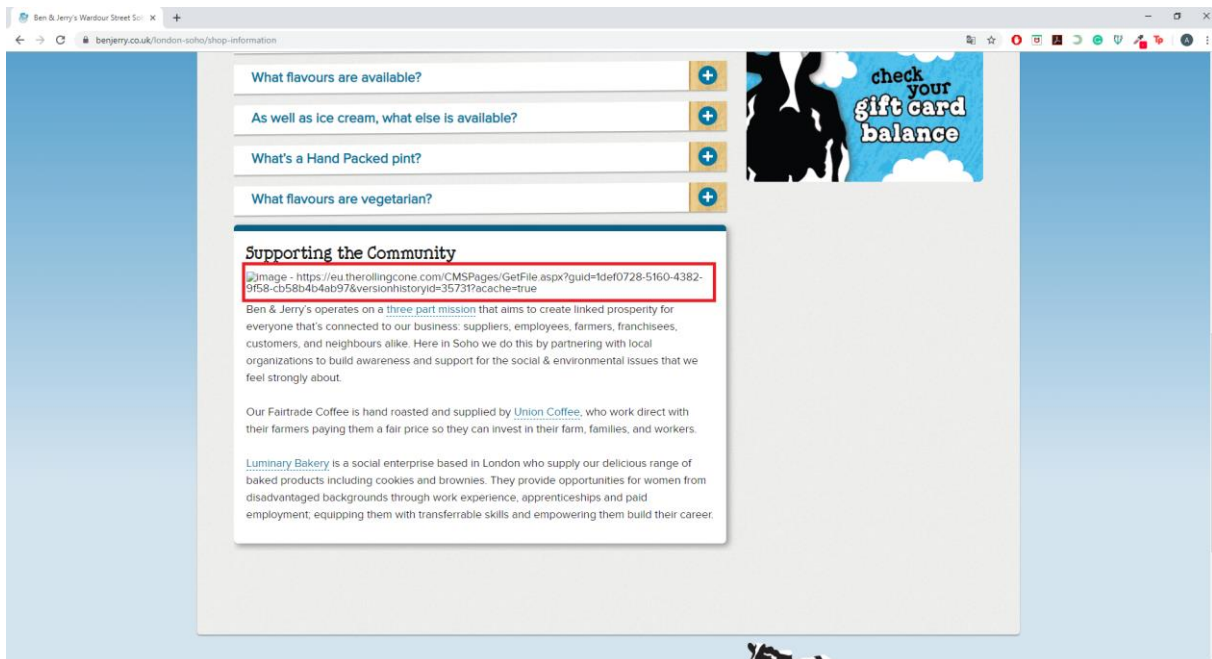 Ben & Jerry's Wardour Street So
benjerry.co.uk/london-soho/shop-information
What flavours are available?
As well as ice cream, what else is available?
What's a Hand Packed pint?
What flavours are vegetarian?
check
your
gift card
balance
Supporting the Community
image - https://eu.therollingcone.com/CMSPages/GetFile.aspx?guid=1def0728-5160-4382-
9f58-cb58b4b4ab97&versionhistoryid=35731?acache=true
Ben & Jerry's operates on a three part mission that aims to create linked prosperity for
everyone that's connected to our business: suppliers, employees, farmers, franchisees,
customers, and neighbours alike. Here in Soho we do this by partnering with local
organizations to build awareness and support for the social & environmental issues that we
feel strongly about.
Our Fairtrade Coffee is hand roasted and supplied by Union Coffee, who work direct with
their farmers paying them a fair price so they can invest in their farm, families, and workers.
Luminary Bakery is a social enterprise based in London who supply our delicious range of
baked products including cookies and brownies. They provide opportunities for women from
disadvantaged backgrounds through work experience, apprenticeships and paid
employment; equipping them with transferrable skills and empowering them build their career.